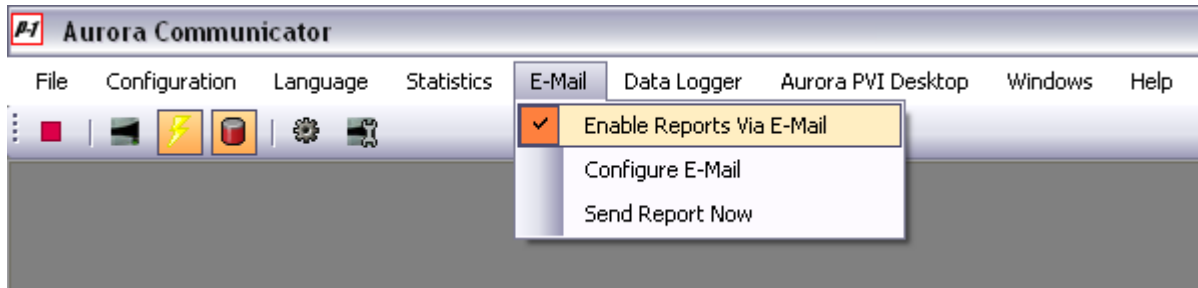 P-1 Aurora Communicator
File Configuration Language Statistics E-Mail Data Logger Aurora PVI Desktop Windows Help
Enable Reports Via E-Mail
Configure E-Mail
Send Report Now